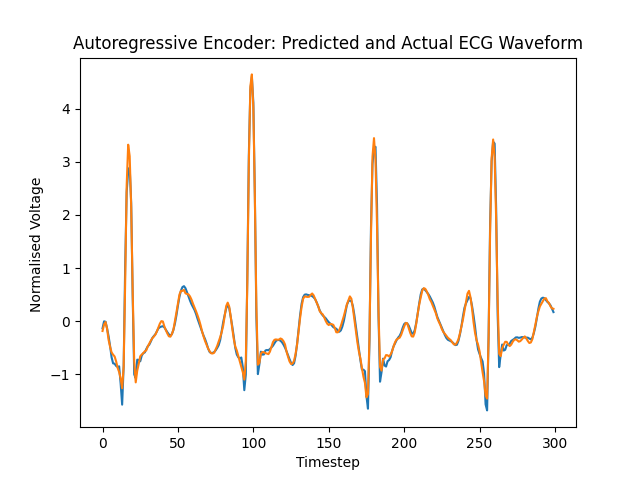 Autoregressive Encoder: Predicted and Actual ECG Waveform
4
3
2
1
0
−1
Normalised Voltage
0 50 100 150 200 250 300
Timestep